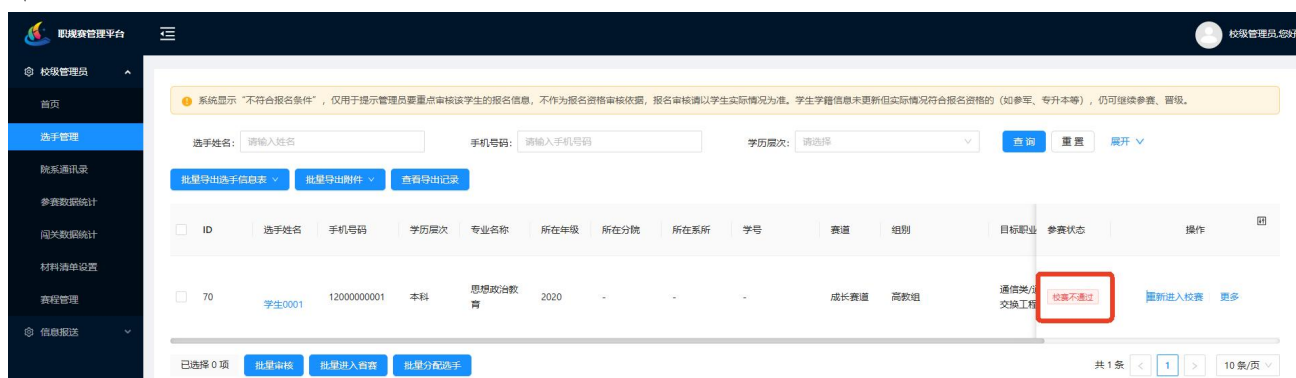 职规赛管理平台
校级管理员,您好
校级管理员
首页
选手管理
院系通讯录
参赛数据统计
闯关数据统计
材料清单设置
赛程管理
信息报送
系统显示“不符合报名条件”，仅用于提示管理员要重点审核该学生的报名信息，不作为报名资格审核依据，报名审核请以学生实际情况为准。学生学籍信息未更新但实际情况符合报名资格的（如参军、专升本等），仍可继续参赛、晋级。
选手姓名: 请输入姓名 手机号码: 请输入手机号码 学历层次: 请选择 查 询 重 置 展开
批量导出选手信息表 批量导出附件 查看导出记录
ID 选手姓名 手机号码 学历层次 专业名称 所在年级 所在分院 所在系所 学号 赛道 组别 目标职业 参赛状态 操作
70 学生0001 12000000001 本科 思想政治教育 2020 - - - 成长赛道 高教组 通信类/ 交换工程 校赛不通过 重新进入校赛 更多
已选择 0 项 批量审核 批量进入省赛 批量分配选手 共 1 条 < 1 > 10 条/页